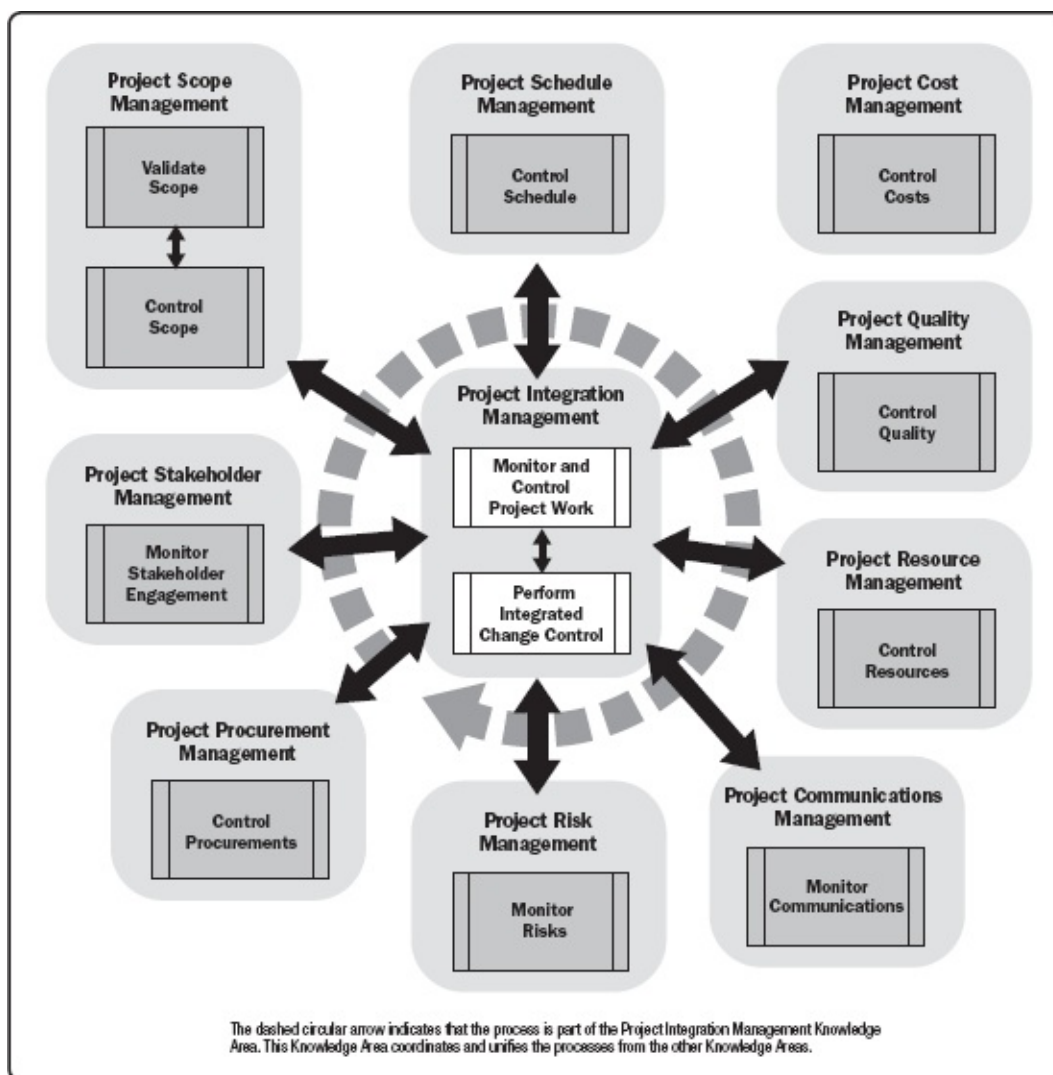 Project Scope
Management
Validate
Scope
Control
Scope
Project Schedule
Management
Control
Schedule
Project Cost
Management
Control
Costs
Project Quality
Management
Control
Quality
Project Integration
Management
Monitor and
Control
Project Work
Perform
Integrated
Change Control
Project Stakeholder
Management
Monitor
Stakeholder
Engagement
Project Resource
Management
Control
Resources
Project Procurement
Management
Control
Procurements
Project Risk
Management
Monitor
Risks
Project Communications
Management
Monitor
Communications
The dashed circular arrow indicates that the process is part of the Project Integration Management Knowledge
Area. This Knowledge Area coordinates and unifies the processes from the other Knowledge Areas.